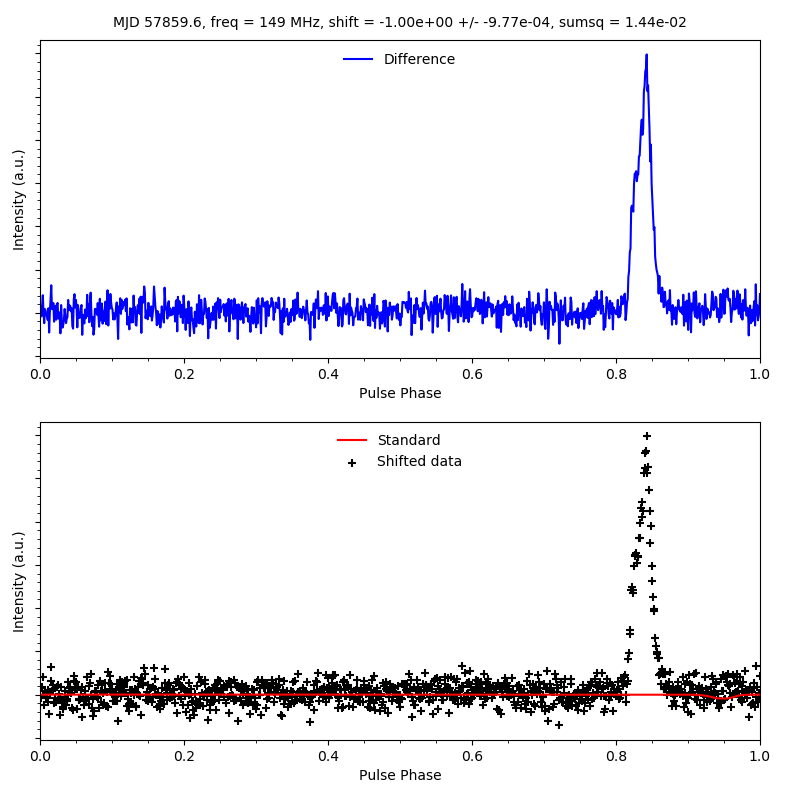 MJD 57859.6, freq = 149 MHz, shift = -1.00e+00 +/- -9.77e-04, sumsq = 1.44e-02
Difference
Intensity (a.u.)
0.0 0.2 0.4 0.6 0.8 1.0
Pulse Phase
Standard
Shifted data
Intensity (a.u.)
0.0 0.2 0.4 0.6 0.8 1.0
Pulse Phase